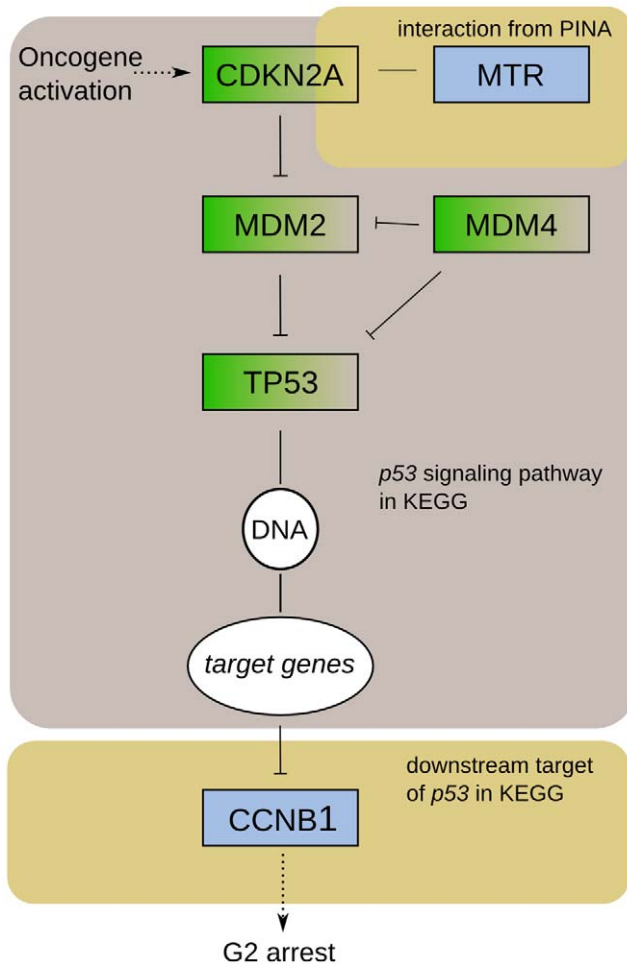 interaction from PINA
Oncogene
activation
CDKN2A
MTR
MDM2
MDM4
TP53
p53 signaling pathway
in KEGG
DNA
target genes
downstream target
of p53 in KEGG
CCNB1
G2 arrest